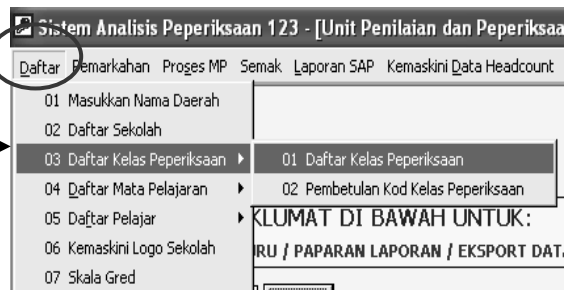 Sistem Analisis Peperiksaan 123 - [Unit Penilaian dan Peperiksaa
Daftar Pemarkahan Proses MP Semak Laporan SAP Kemaskini Data Headcount
01 Masukkan Nama Daerah
02 Daftar Sekolah
03 Daftar Kelas Peperiksaan
01 Daftar Kelas Peperiksaan
04 Daftar Mata Pelajaran
02 Pembetulan Kod Kelas Peperiksaan
05 Daftar Pelajar
KLUMAT DI BAWAH UNTUK:
06 Kemaskini Logo Sekolah
RU / PAPARAN LAPORAN / EKSPORT DATA
07 Skala Gred